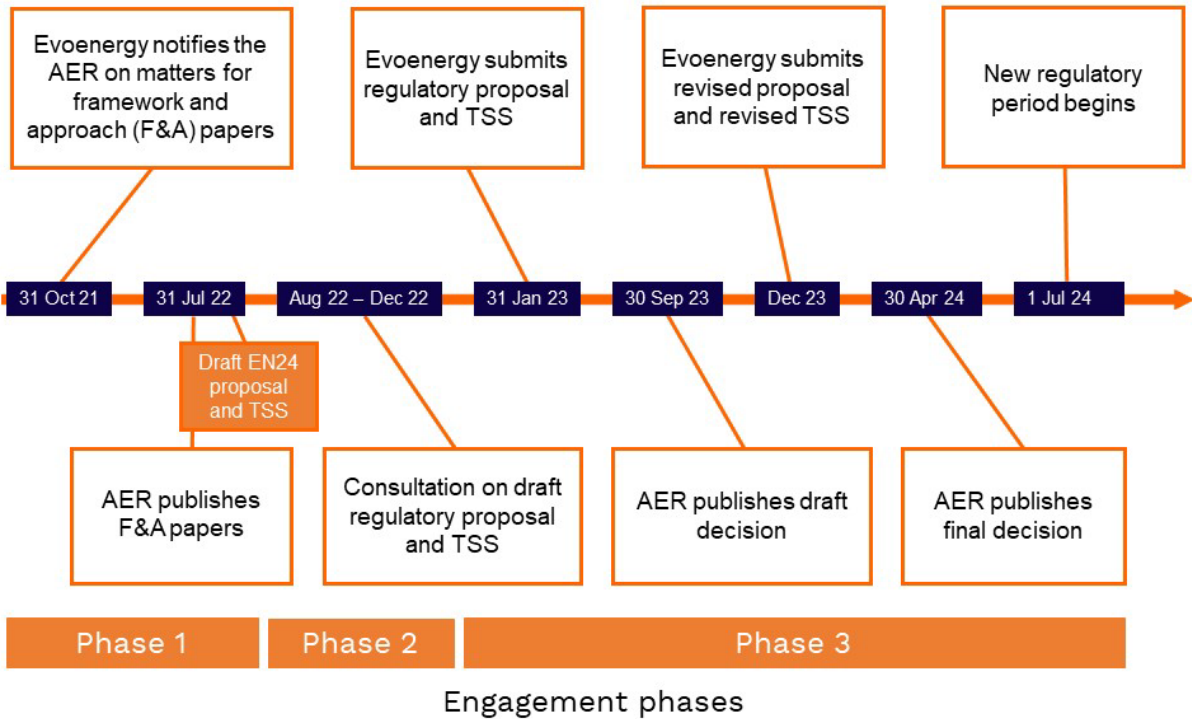 Evoenergy notifies the
AER on matters for
framework and
approach (F&A) papers
Evoenergy submits
regulatory proposal
and TSS
Evoenergy submits
revised proposal
and revised TSS
New regulatory
period begins
31 Oct 21
31 Jul 22
Aug 22 – Dec 22
31 Jan 23
30 Sep 23
Dec 23
30 Apr 24
1 Jul 24
Draft EN24
proposal
and TSS
AER publishes
F&A papers
Consultation on draft
regulatory proposal
and TSS
AER publishes draft
decision
AER publishes
final decision
Phase 1
Phase 2
Phase 3
Engagement phases